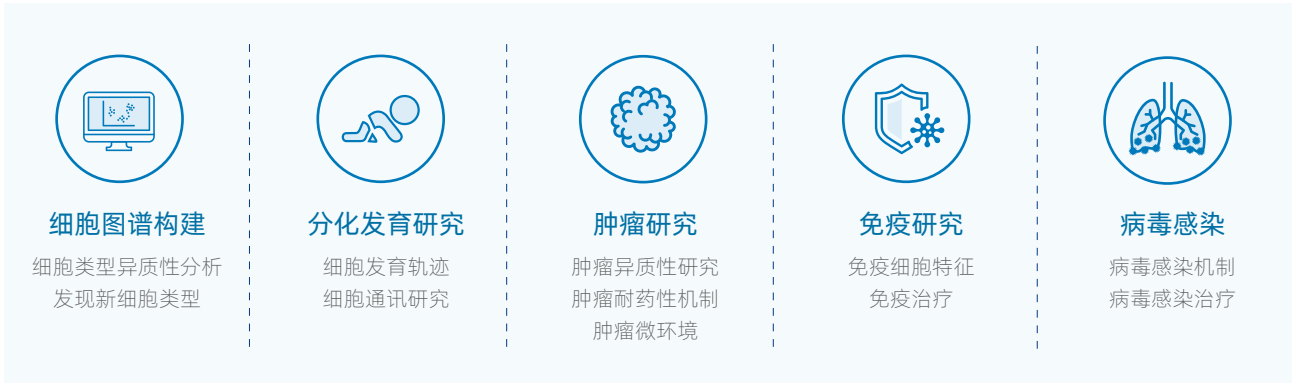 细胞图谱构建
细胞类型异质性分析
发现新细胞类型
分化发育研究
细胞发育轨迹
细胞通讯研究
肿瘤研究
肿瘤异质性研究
肿瘤耐药性机制
肿瘤微环境
免疫研究
免疫细胞特征
免疫治疗
病毒感染
病毒感染机制
病毒感染治疗